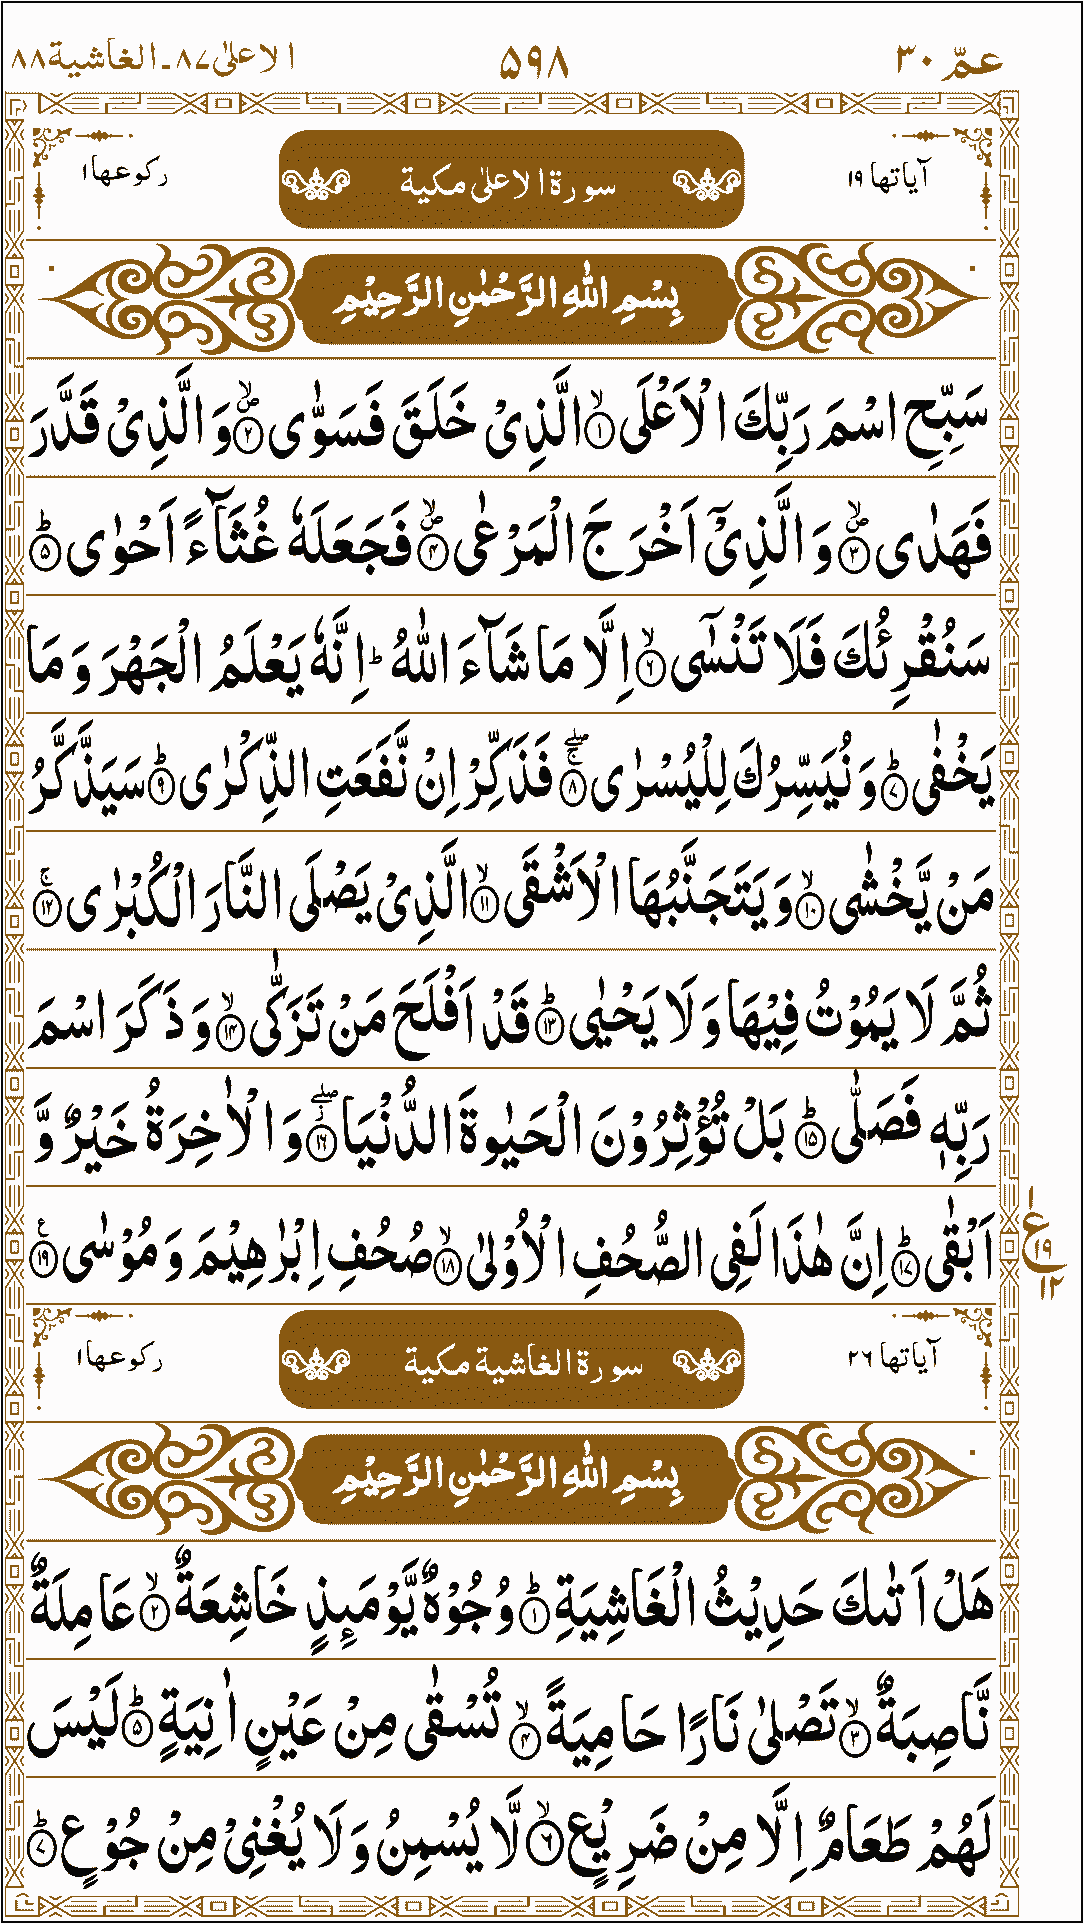 عمّ ٣٠ ٥٩٨ الاعلىٰ ٨٧ـ الغاشية ٨٨
آياتها ١٩ سورة الاعلىٰ مكية ركوعها ١
بِسْمِ اللّٰهِ الرَّحْمٰنِ الرَّحِيْمِ
سَبِّحِ اسْمَ رَبِّكَ الْاَعْلَى ۙ﴿١﴾ الَّذِيْ خَلَقَ فَسَوّٰى ۪ۙ﴿٢﴾ وَ الَّذِيْ قَدَّرَ
فَهَدٰى ۪ۙ﴿٣﴾ وَ الَّذِيْۤ اَخْرَجَ الْمَرْعٰى ۪ۙ﴿٤﴾ فَجَعَلَهٗ غُثَآءً اَحْوٰى ؕ﴿٥﴾
سَنُقْرِئُكَ فَلَا تَنْسٰۤى ۙ﴿٦﴾ اِلَّا مَا شَآءَ اللّٰهُ ؕ اِنَّهٗ يَعْلَمُ الْجَهْرَ وَ مَا
يَخْفٰى ؕ﴿٧﴾ وَ نُيَسِّرُكَ لِلْيُسْرٰى ۖۚ﴿٨﴾ فَذَكِّرْ اِنْ نَّفَعَتِ الذِّكْرٰى ؕ﴿٩﴾ سَيَذَّكَّرُ
مَنْ يَّخْشٰى ۙ﴿١٠﴾ وَ يَتَجَنَّبُهَا الْاَشْقَى ۙ﴿١١﴾ الَّذِيْ يَصْلَى النَّارَ الْكُبْرٰى ۚ﴿١٢﴾
ثُمَّ لَا يَمُوْتُ فِيْهَا وَ لَا يَحْيٰى ؕ﴿١٣﴾ قَدْ اَفْلَحَ مَنْ تَزَكّٰى ۙ﴿١٤﴾ وَ ذَكَرَ اسْمَ
رَبِّهٖ فَصَلّٰى ؕ﴿١٥﴾ بَلْ تُؤْثِرُوْنَ الْحَيٰوةَ الدُّنْيَا ۖ﴿١٦﴾ وَ الْاٰخِرَةُ خَيْرٌ وَّ
اَبْقٰى ؕ﴿١٧﴾ اِنَّ هٰذَا لَفِي الصُّحُفِ الْاُوْلٰى ۙ﴿١٨﴾ صُحُفِ اِبْرٰهِيْمَ وَ مُوْسٰى ﴿١٩﴾ ع
١ ع ١٩ ١٢
آياتها ٢٦ سورة الغاشية مكية ركوعها ١
بِسْمِ اللّٰهِ الرَّحْمٰنِ الرَّحِيْمِ
هَلْ اَتٰىكَ حَدِيْثُ الْغَاشِيَةِ ؕ﴿١﴾ وُجُوْهٌ يَّوْمَىِٕذٍ خَاشِعَةٌ ۙ﴿٢﴾ عَامِلَةٌ
نَّاصِبَةٌ ۙ﴿٣﴾ تَصْلٰى نَارًا حَامِيَةً ۙ﴿٤﴾ تُسْقٰى مِنْ عَيْنٍ اٰنِيَةٍ ؕ﴿٥﴾ لَيْسَ
لَهُمْ طَعَامٌ اِلَّا مِنْ ضَرِيْعٍ ۙ﴿٦﴾ لَّا يُسْمِنُ وَ لَا يُغْنِيْ مِنْ جُوْعٍ ؕ﴿٧﴾